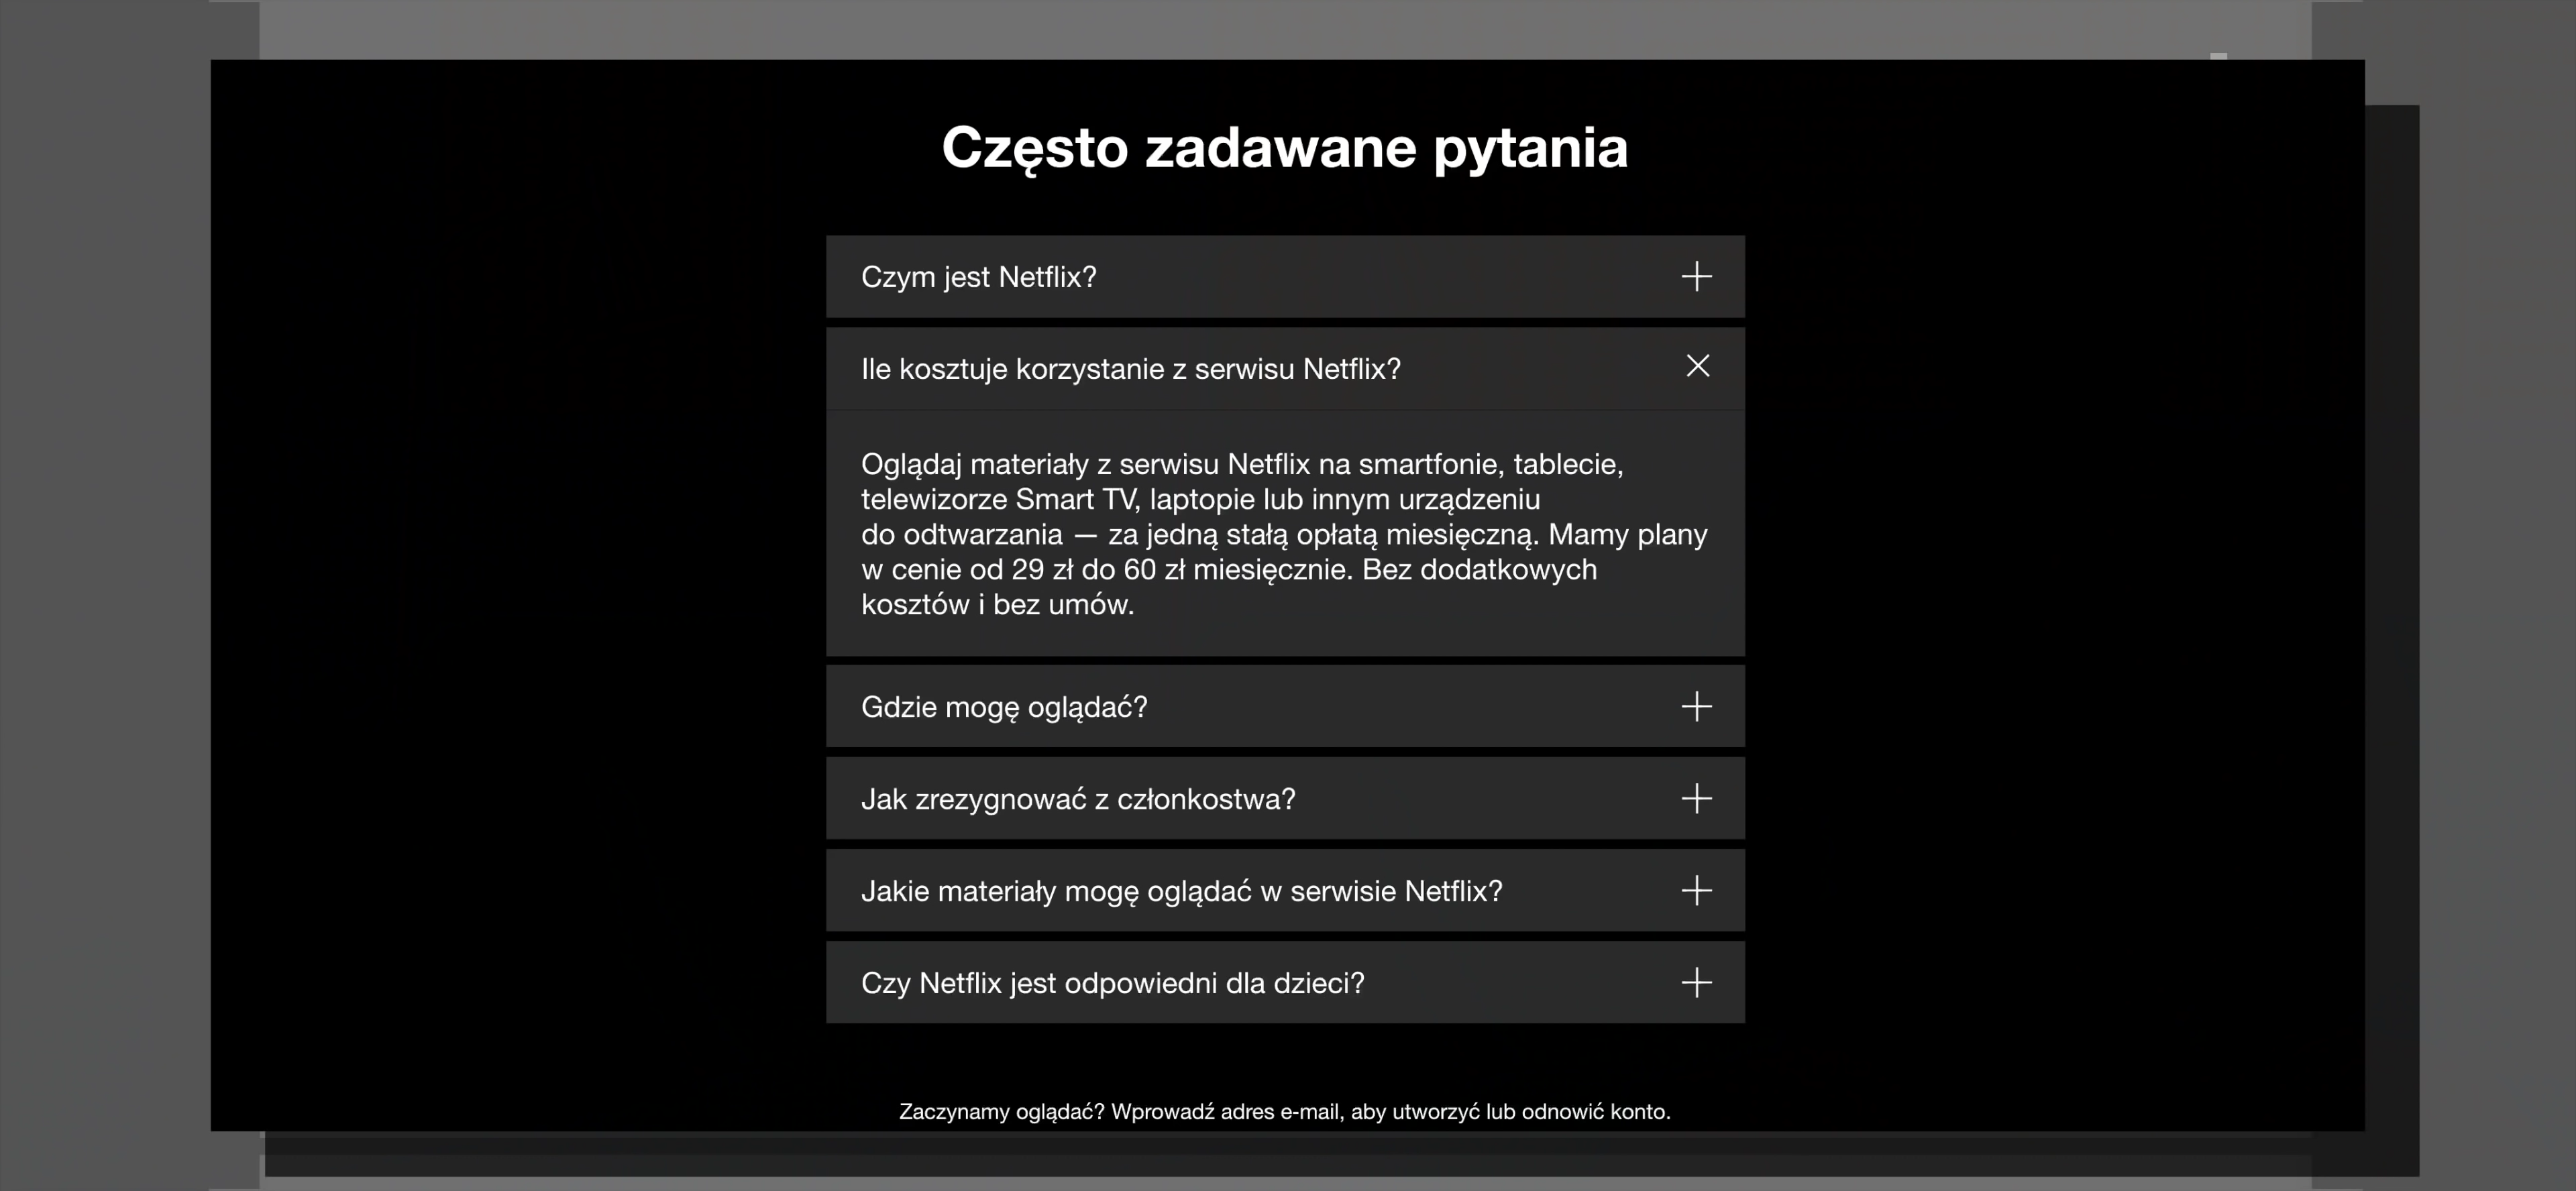 Często zadawane pytania
Czym jest Netflix?
Ile kosztuje korzystanie z serwisu Netflix?
Oglądaj materiały z serwisu Netflix na smartfonie, tablecie,
telewizorze Smart TV, laptopie lub innym urządzeniu
do odtwarzania — za jedną stałą opłatą miesięczną. Mamy plany
w cenie od 29 zł do 60 zł miesięcznie. Bez dodatkowych
kosztów i bez umów.
Gdzie mogę oglądać?
Jak zrezygnować z członkostwa?
Jakie materiały mogę oglądać w serwisie Netflix?
Czy Netflix jest odpowiedni dla dzieci?
Zaczynamy oglądać? Wprowadź adres e-mail, aby utworzyć lub odnowić konto.